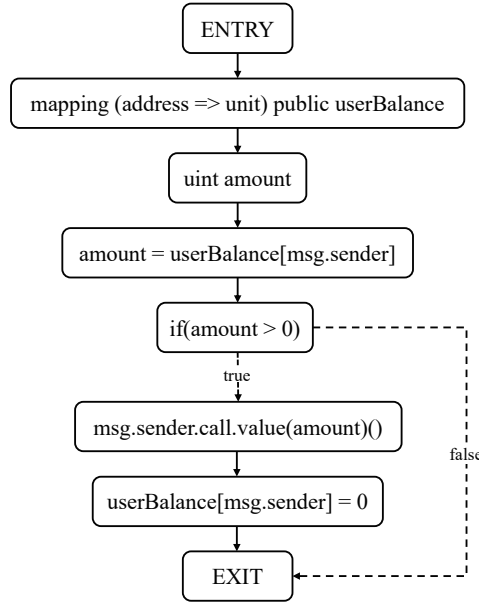 ENTRY
mapping (address => unit) public userBalance
uint amount
amount = userBalance[msg.sender]
if(amount > 0)
true
msg.sender.call.value(amount)()
false
userBalance[msg.sender] = 0
EXIT